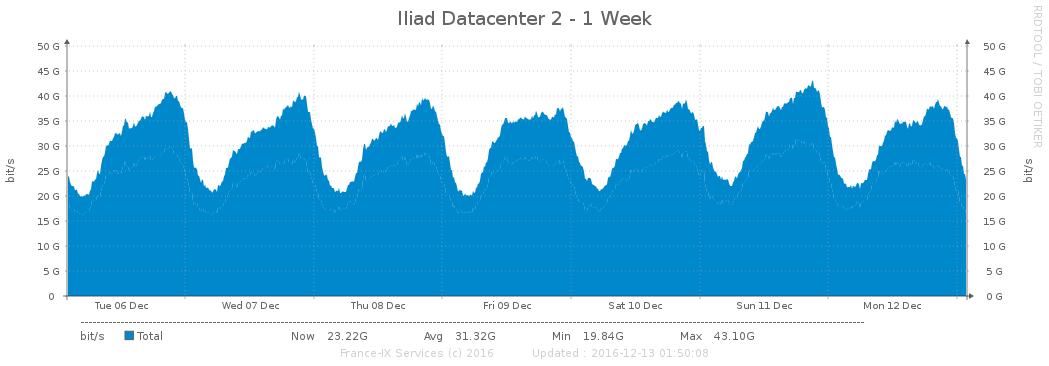 Iliad Datacenter 2 - 1 Week
RRDTOOL / TOBI OETIKER
50 G 50 G
45 G 45 G
40 G 40 G
35 G 35 G
30 G 30 G
25 G 25 G
20 G 20 G
15 G 15 G
10 G 10 G
5 G 5 G
0 0 G
bit/s bit/s
Tue 06 Dec Wed 07 Dec Thu 08 Dec Fri 09 Dec Sat 10 Dec Sun 11 Dec Mon 12 Dec
bit/s Total Now 23.22G Avg 31.32G Min 19.84G Max 43.10G
France-IX Services (c) 2016 Updated : 2016-12-13 01:50:08